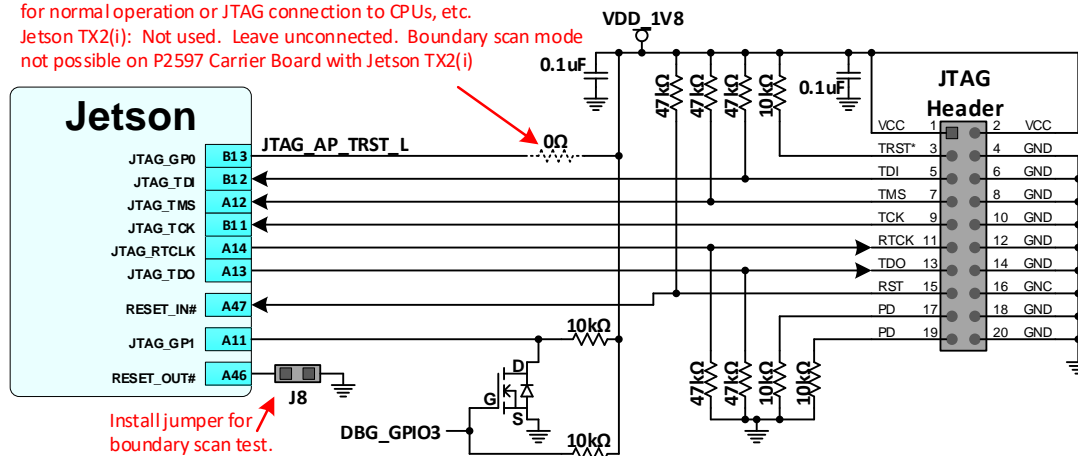 for normal operation or JTAG connection to CPUs, etc.
Jetson TX2(i): Not used. Leave unconnected. Boundary scan mode
not possible on P2597 Carrier Board with Jetson TX2(i)
VDD_1V8
0.1uF
47kΩ
47kΩ
47kΩ
10kΩ
0.1uF
JTAG
Header
Jetson
JTAG_GP0 B13 JTAG_AP_TRST_L 0Ω
JTAG_TDI B12
JTAG_TMS A12
JTAG_TCK B11
JTAG_RTCLK A14
JTAG_TDO A13
RESET_IN# A47
JTAG_GP1 A11
RESET_OUT# A46
VCC 1 2 VCC
TRST* 3 4 GND
TDI 5 6 GND
TMS 7 8 GND
TCK 9 10 GND
RTCK 11 12 GND
TDO 13 14 GND
RST 15 16 GNC
PD 17 18 GND
PD 19 20 GND
10kΩ
D
G
S
J8
47kΩ
47kΩ
10kΩ
10kΩ
Install jumper for
boundary scan test.
DBG_GPIO3
10kΩ